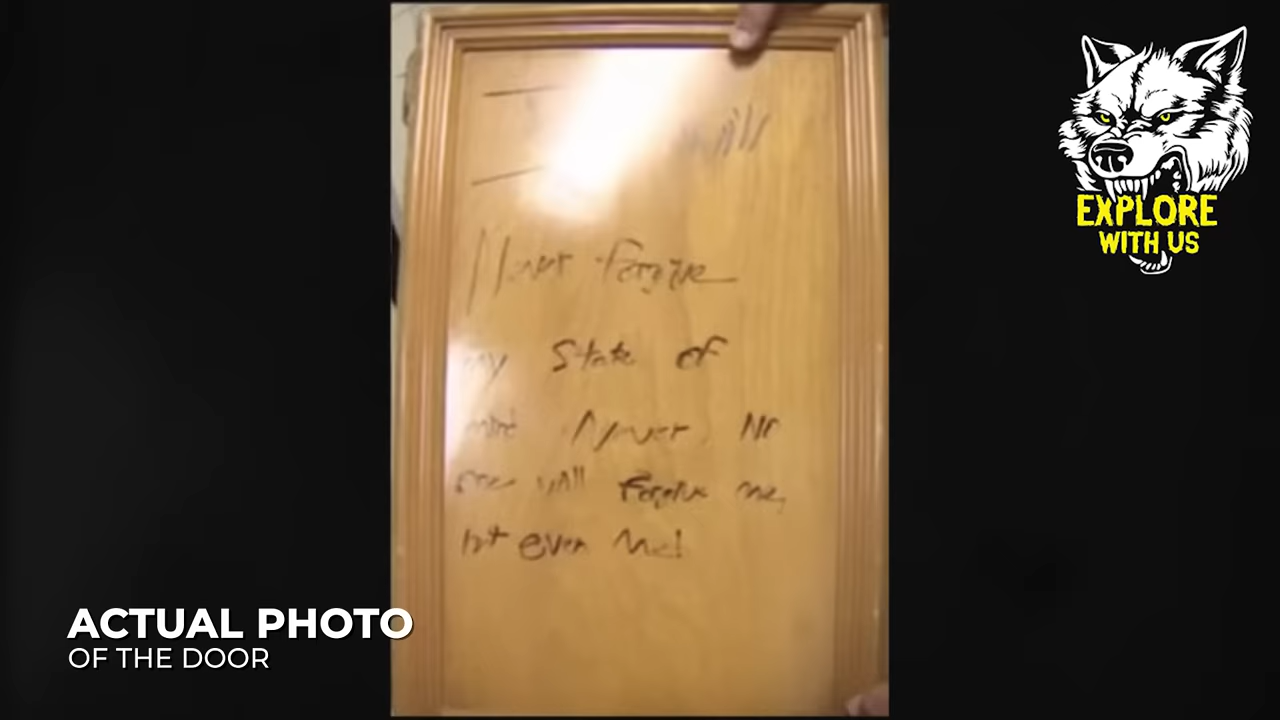 I will
Never forgive
my State of
mind Never No
one will forgive me,
not even Me!
EXPLORE
WITH US
ACTUAL PHOTO
OF THE DOOR